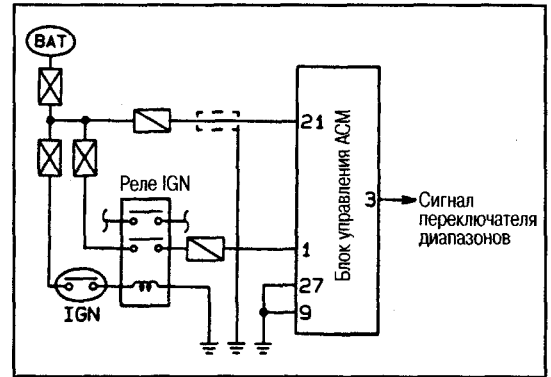 BAT
21
Блок управления АСМ
Реле IGN
3
Сигнал
переключателя
диапазонов
1
27
9
IGN